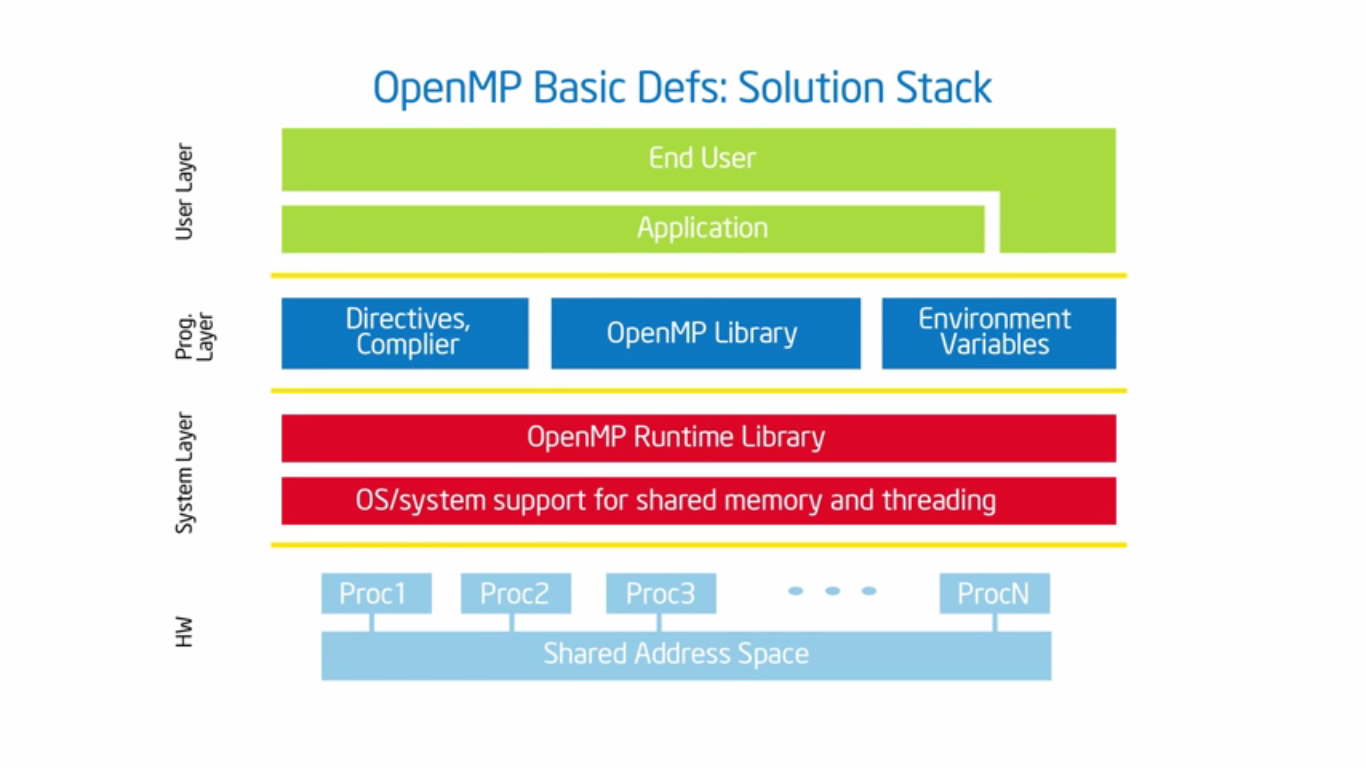 OpenMP Basic Defs: Solution Stack
User Layer
End User
Application
Prog.
Layer
Directives,
Complier
OpenMP Library
Environment
Variables
System Layer
OpenMP Runtime Library
OS/system support for shared memory and threading
HW
Proc1
Proc2
Proc3
• • •
ProcN
Shared Address Space